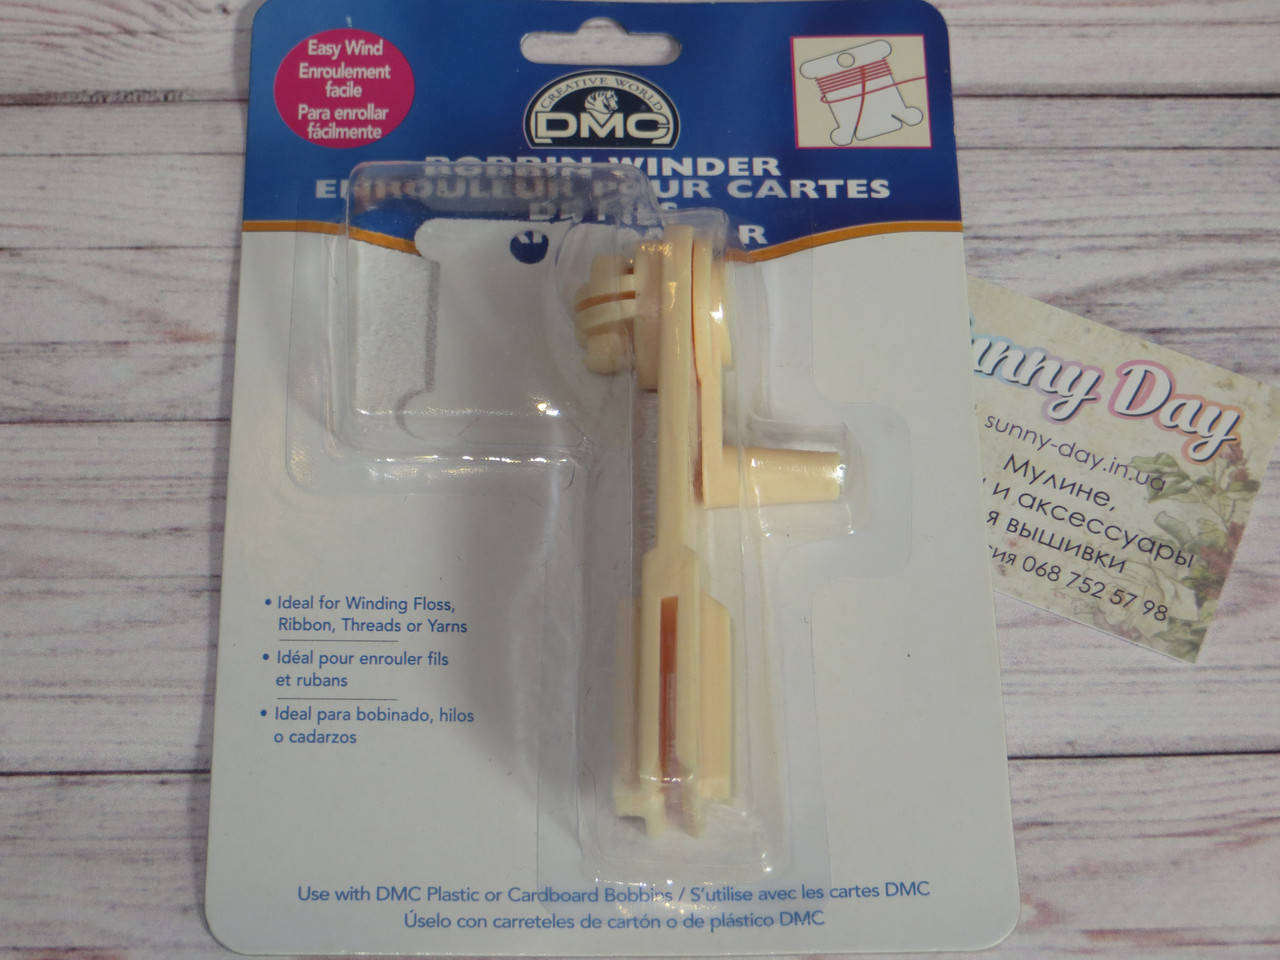 Easy Wind
Enroulement
facile
Para enrollar
fácilmente
CREATIVE WORLD
DMC
BOBBIN WINDER
ENROULEUR POUR CARTES
• Ideal for Winding Floss,
Ribbon, Threads or Yarns
• Idéal pour enrouler fils
et rubans
• Ideal para bobinado, hilos
o cadarzos
Use with DMC Plastic or Cardboard Bobbins / S'utilise avec les cartes DMC
Úselo con carreteles de cartón o de plástico DMC
Sunny Day
sunny-day.in.ua
Мулине,
и аксессуары
вышивки
068 752 57 98